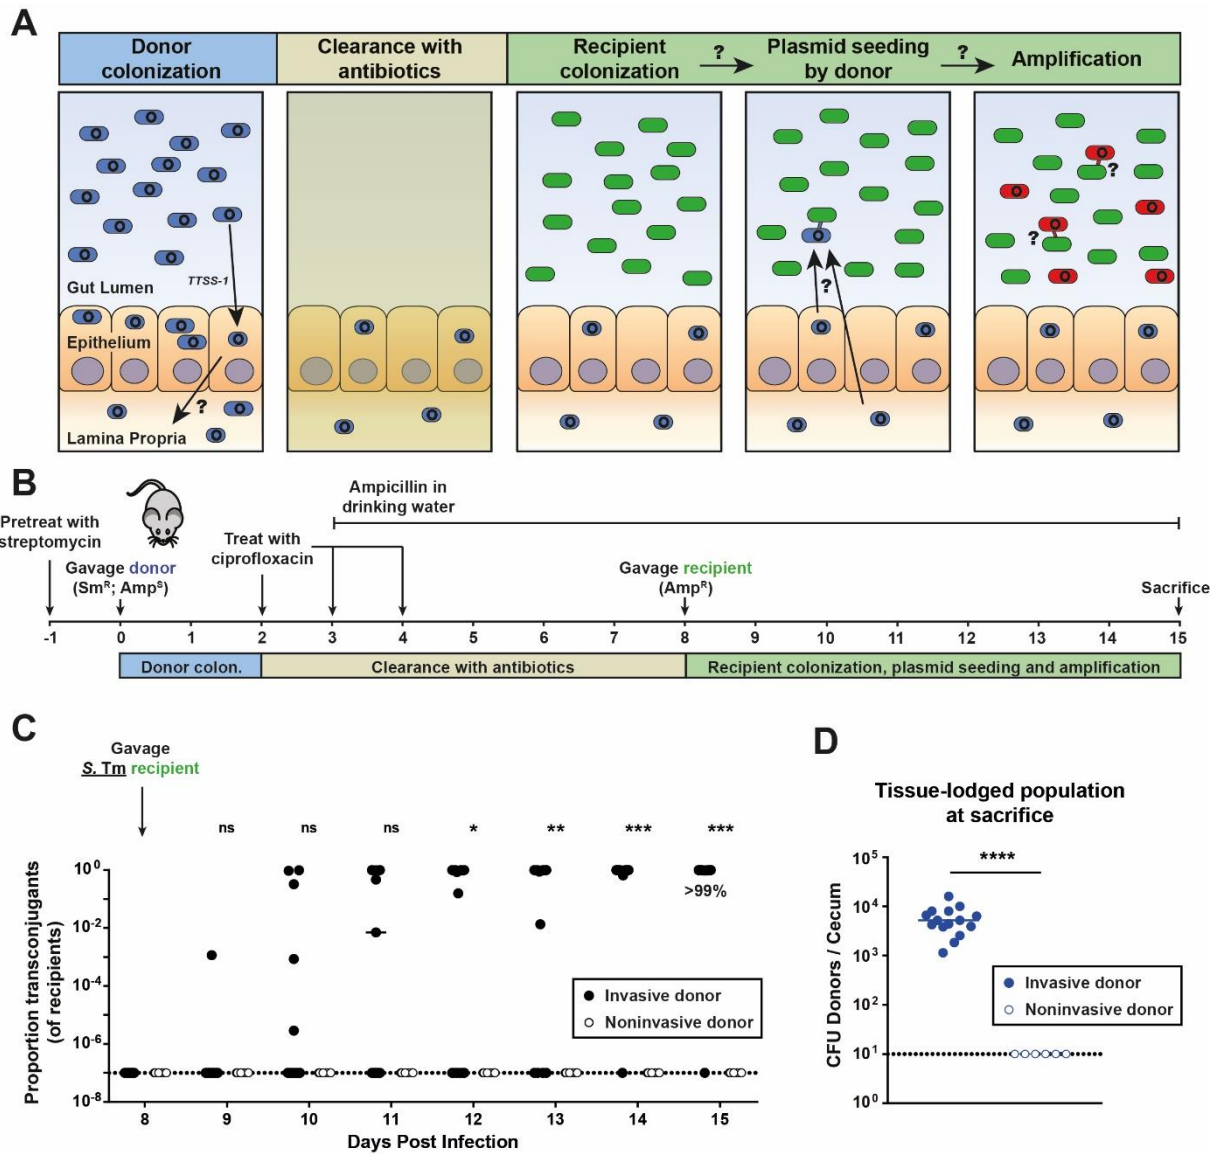 A
Donor
colonization
Clearance with
antibiotics
Recipient
colonization
?
Plasmid seeding
by donor
?
Amplification
TTSS-1
Gut Lumen
Epithelium
?
Lamina Propria
?
?
?
B
Pretreat with
streptomycin
Gavage donor
(SmR; AmpS)
Treat with
ciprofloxacin
Ampicillin in
drinking water
Gavage recipient
(AmpR)
Sacrifice
-1 0 1 2 3 4 5 6 7 8 9 10 11 12 13 14 15
Donor colon.
Clearance with antibiotics
Recipient colonization, plasmid seeding and amplification
C
Gavage
S. Tm recipient
ns ns ns * ** *** ***
>99%
Proportion transconjugants
(of recipients)
10^0
10^-2
10^-4
10^-6
10^-8
Invasive donor
Noninvasive donor
8 9 10 11 12 13 14 15
Days Post Infection
D
Tissue-lodged population
at sacrifice
****
CFU Donors / Cecum
10^5
10^4
10^3
10^2
10^1
10^0
Invasive donor
Noninvasive donor